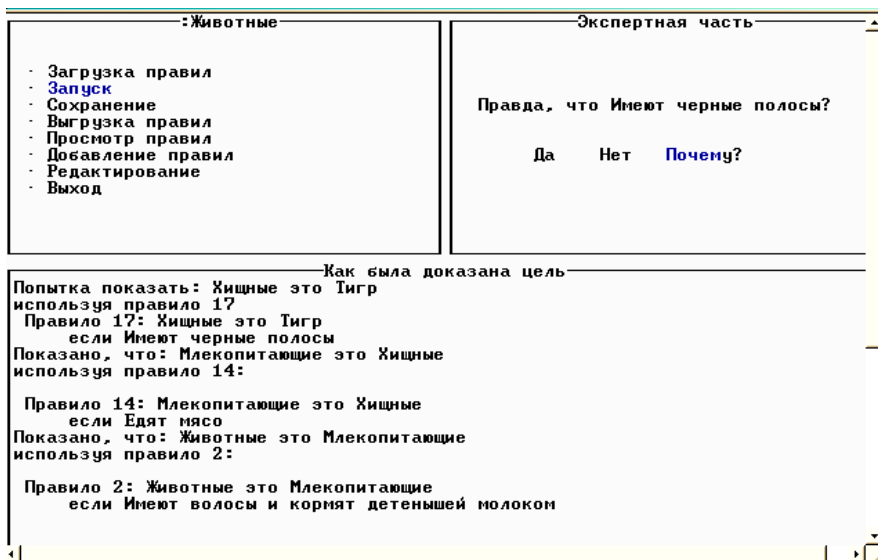 :Животные
· Загрузка правил
· Запуск
· Сохранение
· Выгрузка правил
· Просмотр правил
· Добавление правил
· Редактирование
· Выход
Экспертная часть
Правда, что Имеют черные полосы?
Да Нет Почему?
Как была доказана цель
Попытка показать: Хищные это Тигр
используя правило 17
Правило 17: Хищные это Тигр
если Имеют черные полосы
Показано, что: Млекопитающие это Хищные
используя правило 14:
Правило 14: Млекопитающие это Хищные
если Едят мясо
Показано, что: Животные это Млекопитающие
используя правило 2:
Правило 2: Животные это Млекопитающие
если Имеют волосы и кормят детенышей молоком